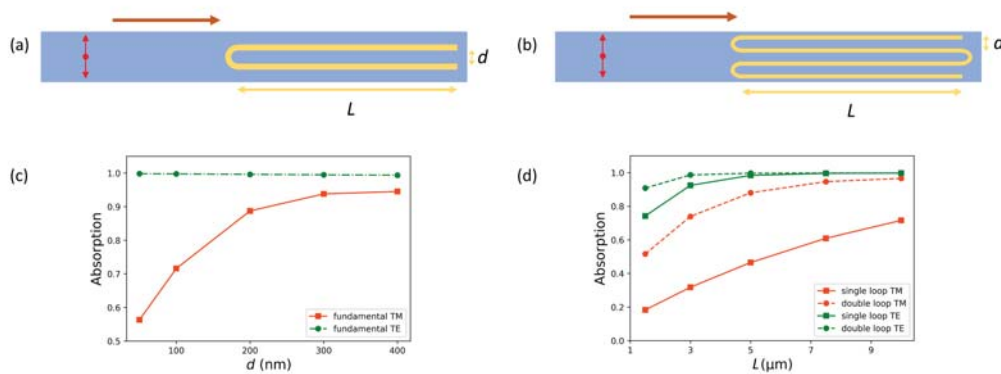 (a)
d
L
(b)
d
L
(c)
Absorption
1.0
0.9
0.8
0.7
0.6
0.5
100
200
300
400
d (nm)
fundamental TM
fundamental TE
(d)
Absorption
1.0
0.8
0.6
0.4
0.2
0.0
1
3
5
7
9
L(μm)
single loop TM
double loop TM
single loop TE
double loop TE